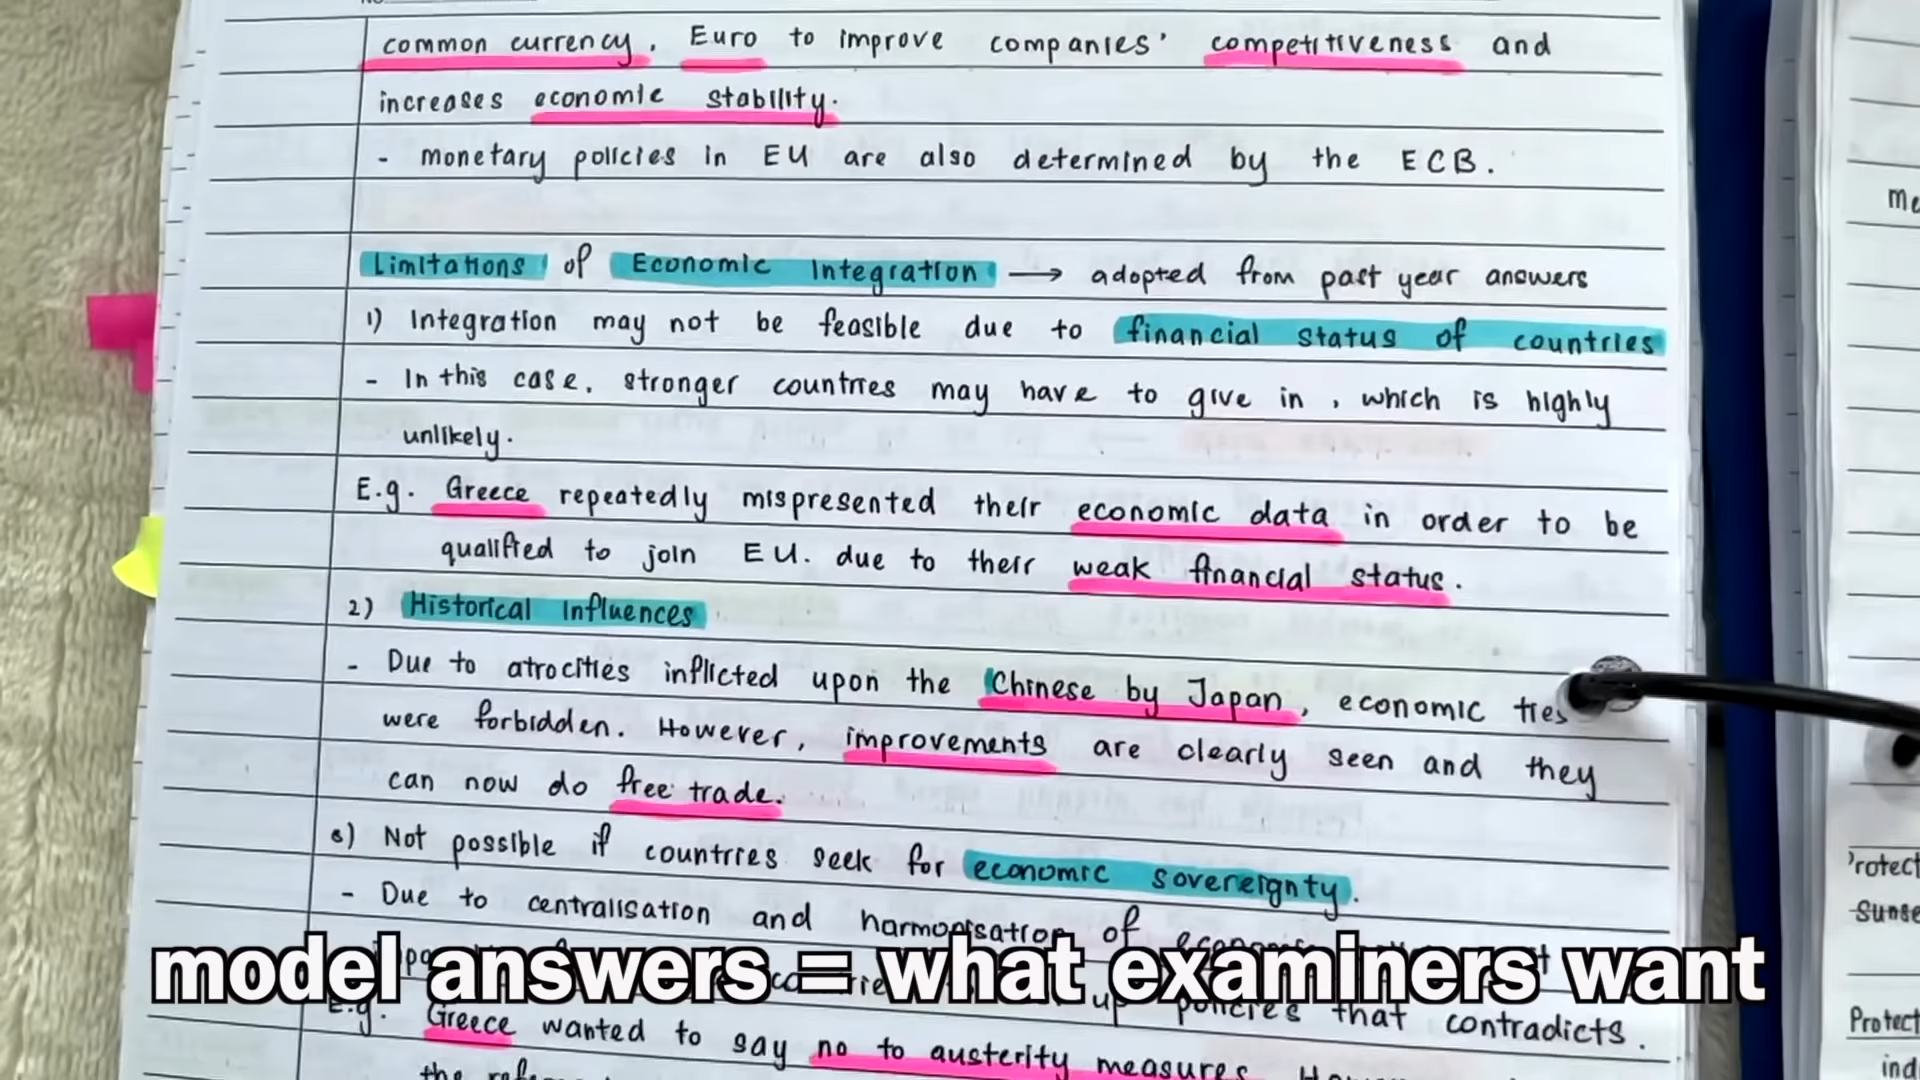 common currency, Euro to improve companies' competitiveness and
increases economic stability.
- monetary policies in EU are also determined by the ECB.
Limitations of Economic Integration → adopted from past year answers
1) Integration may not be feasible due to financial status of countries
- In this case, stronger countries may have to give in, which is highly
unlikely.
E.g. Greece repeatedly mispresented their economic data in order to be
qualified to join EU. due to their weak financial status.
2) Historical Influences
- Due to atrocities inflicted upon the Chinese by Japan, economic ties
were forbidden. However, improvements are clearly seen and they
can now do free trade.
3) Not possible if countries seek for economic sovereignty.
- Due to centralisation and harmonisation of
up policies that contradicts.
model answers = what examiners want
E.g. Greece wanted to say no to austerity measures.
the
Me
Protect
Sunse
Protect
ind